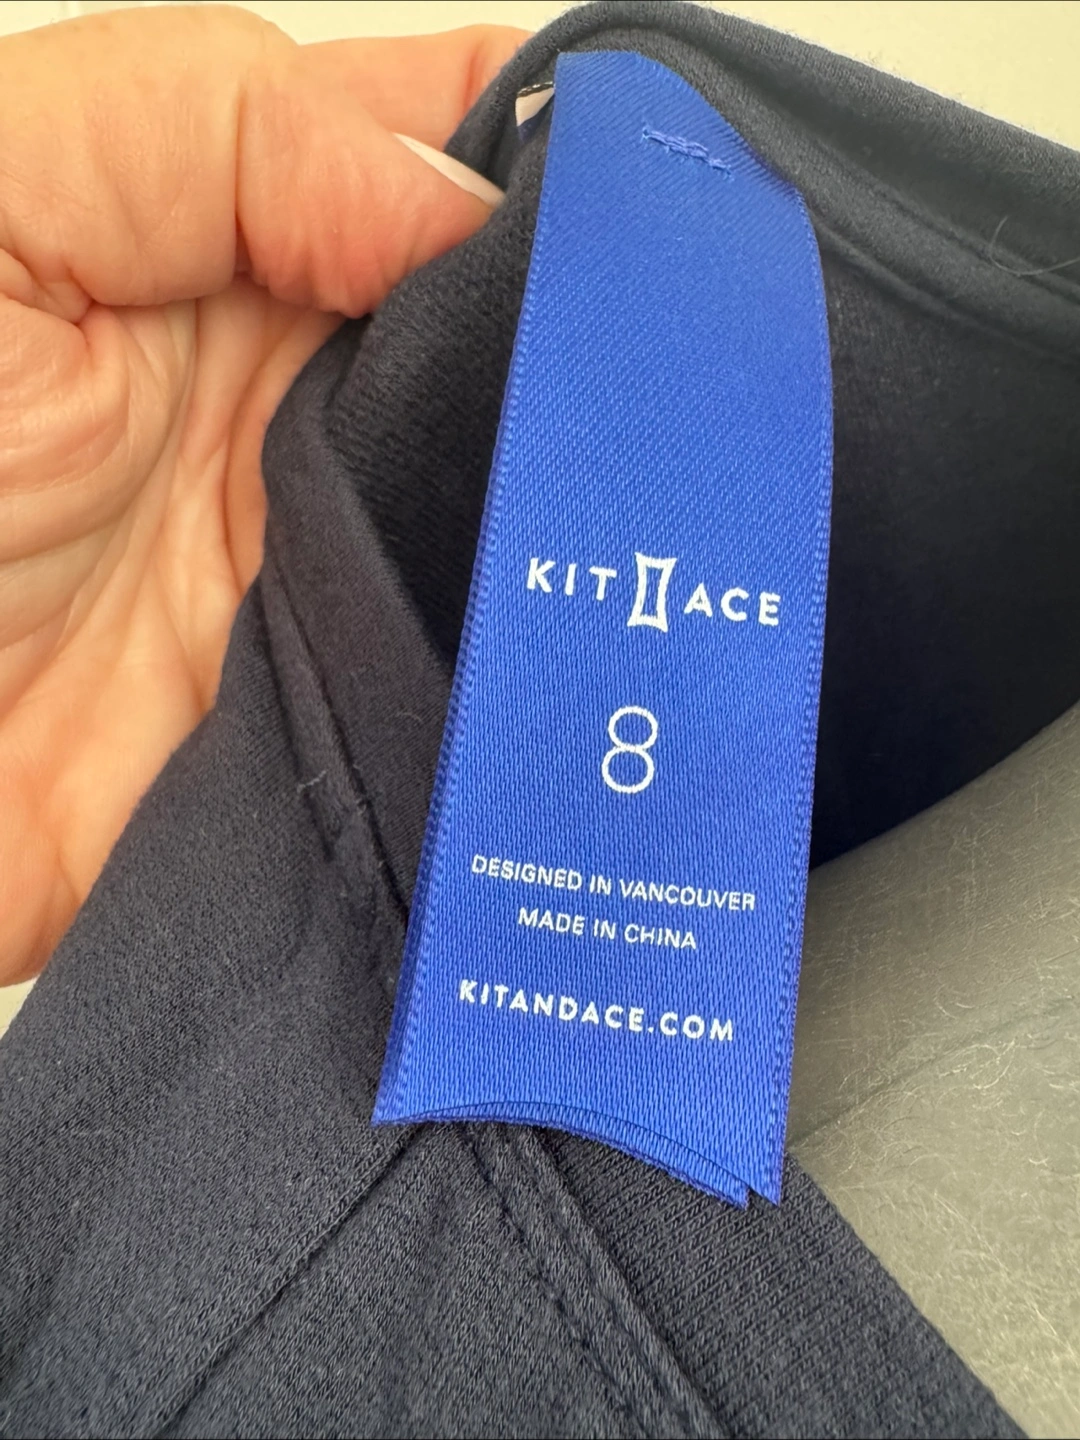 KIT ACE
8
DESIGNED IN VANCOUVER
MADE IN CHINA
KITANDACE.COM